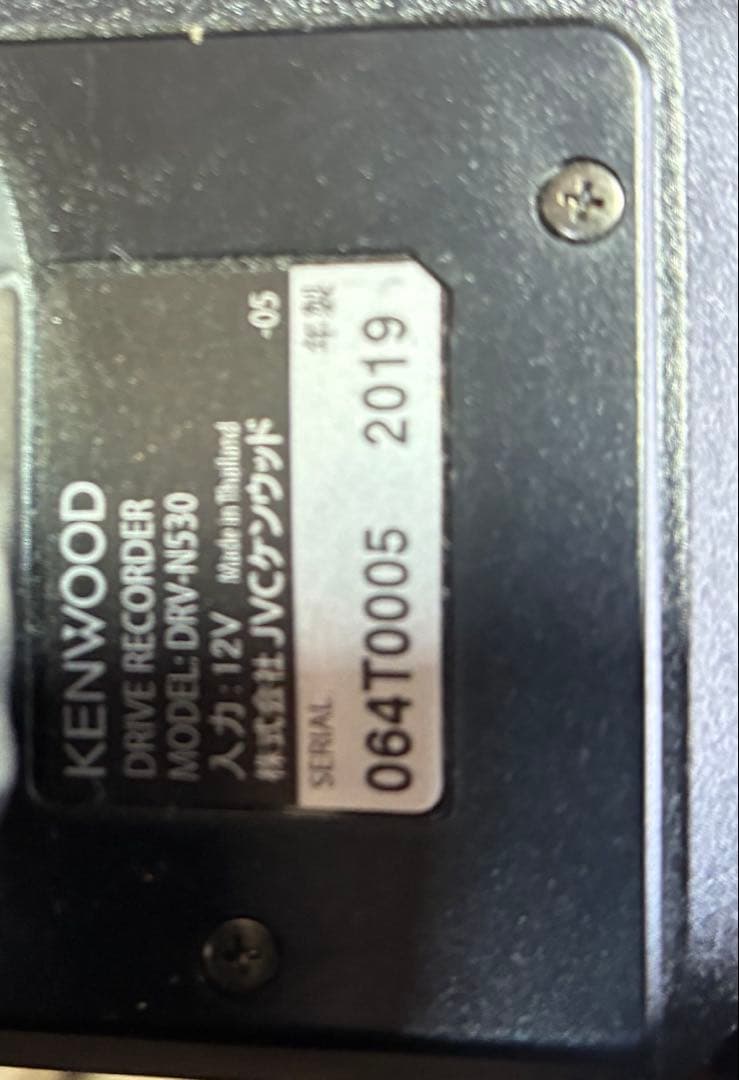 KENWOOD
DRIVE RECORDER
MODEL: DRV-N530
入力 : 12V Made in Thailand
株式会社 JVCケンウッド -05
SERIAL 年製
064T0005 2019